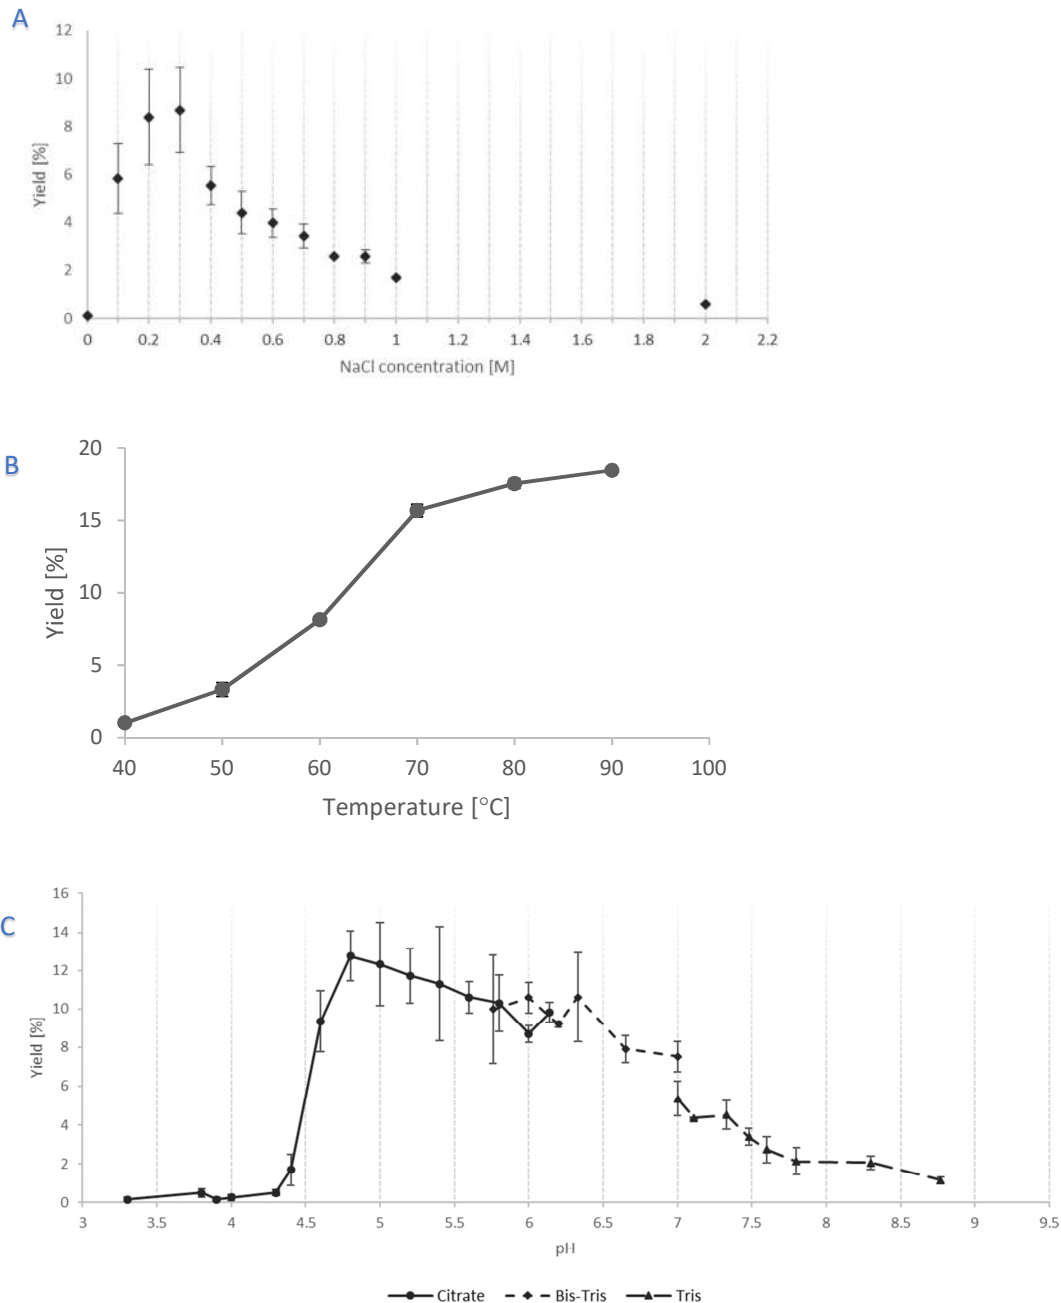 A
12
10
8
6
4
2
0
Yield [%]
0 0.2 0.4 0.6 0.8 1 1.2 1.4 1.6 1.8 2 2.2
NaCl concentration [M]
B
20
15
10
5
0
Yield [%]
40 50 60 70 80 90 100
Temperature [°C]
C
16
14
12
10
8
6
4
2
0
Yield [%]
3 3.5 4 4.5 5 5.5 6 6.5 7 7.5 8 8.5 9 9.5
pH
Citrate Bis-Tris Tris